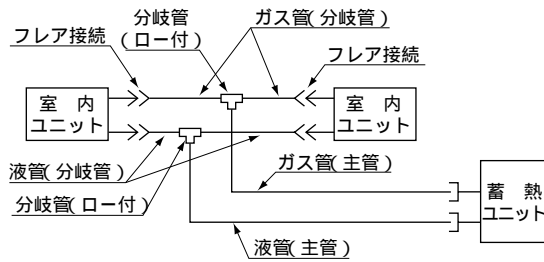 分岐管
(ロー付)
ガス管(分岐管)
フレア接続
フレア接続
室 内
ユニット
室 内
ユニット
液管(分岐管)
分岐管(ロー付)
ガス管(主管)
蓄 熱
ユニット
液管(主管)